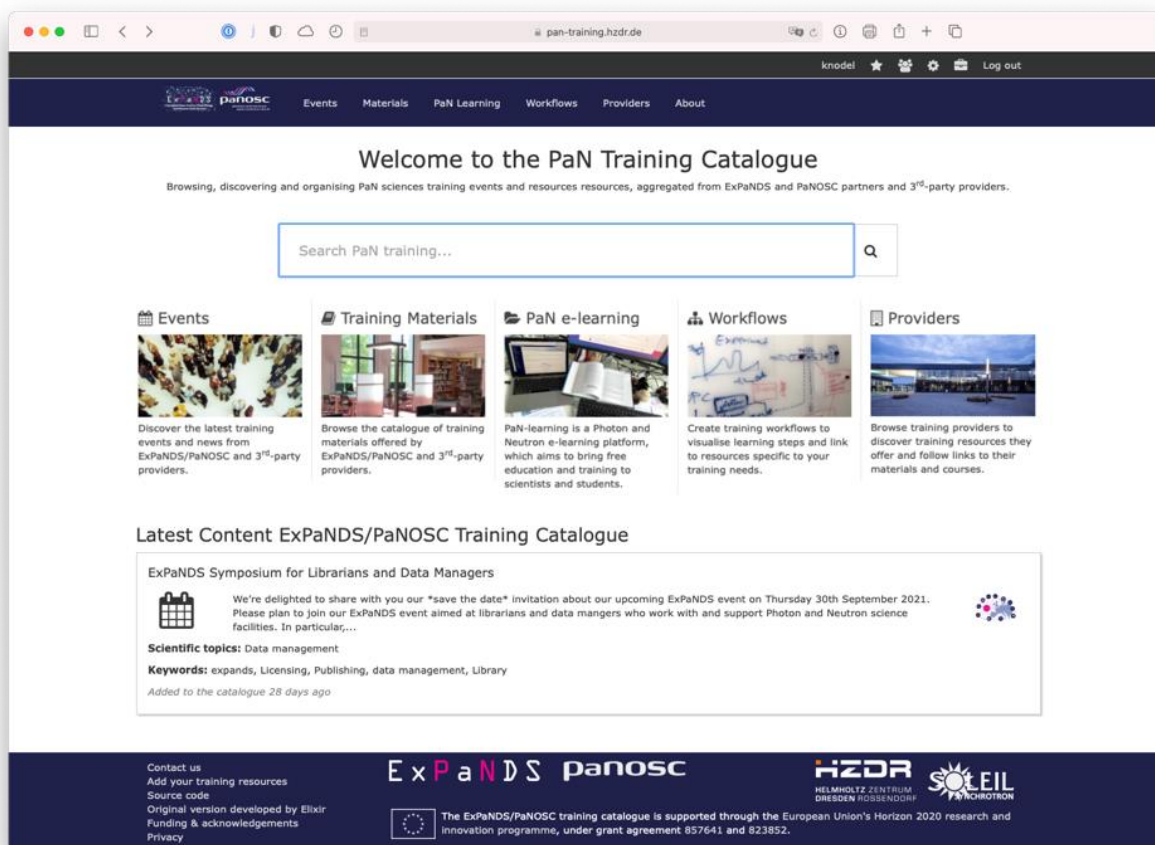 pan-training.hzdr.de
knodel
Log out
ExPaNDS
panosc
Events
Materials
PaN Learning
Workflows
Providers
About
Welcome to the PaN Training Catalogue
Browsing, discovering and organising PaN sciences training events and resources resources, aggregated from ExPaNDS and PaNOSC partners and 3rd-party providers.
Search PaN training...
Events
Discover the latest training
events and news from
ExPaNDS/PaNOSC and 3rd-party
providers.
Training Materials
Browse the catalogue of training
materials offered by
ExPaNDS/PaNOSC and 3rd-party
providers.
PaN e-learning
PaN-learning is a Photon and
Neutron e-learning platform,
which aims to bring free
education and training to
scientists and students.
Workflows
Create training workflows to
visualise learning steps and link
to resources specific to your
training needs.
Providers
Browse training providers to
discover training resources they
offer and follow links to their
materials and courses.
Latest Content ExPaNDS/PaNOSC Training Catalogue
ExPaNDS Symposium for Librarians and Data Managers
We're delighted to share with you our *save the date* invitation about our upcoming ExPaNDS event on Thursday 30th September 2021.
Please plan to join our ExPaNDS event aimed at librarians and data mangers who work with and support Photon and Neutron science
facilities. In particular,...
Scientific topics: Data management
Keywords: expands, Licensing, Publishing, data management, Library
Added to the catalogue 28 days ago
Contact us
Add your training resources
Source code
Original version developed by Elixir
Funding & acknowledgements
Privacy
ExPaNDS
panosc
HZDR
HELMHOLTZ ZENTRUM
DRESDEN ROSSENDORF
SOLEIL
SYNCHROTRON
The ExPaNDS/PaNOSC training catalogue is supported through the European Union's Horizon 2020 research and
innovation programme, under grant agreement 857641 and 823852.